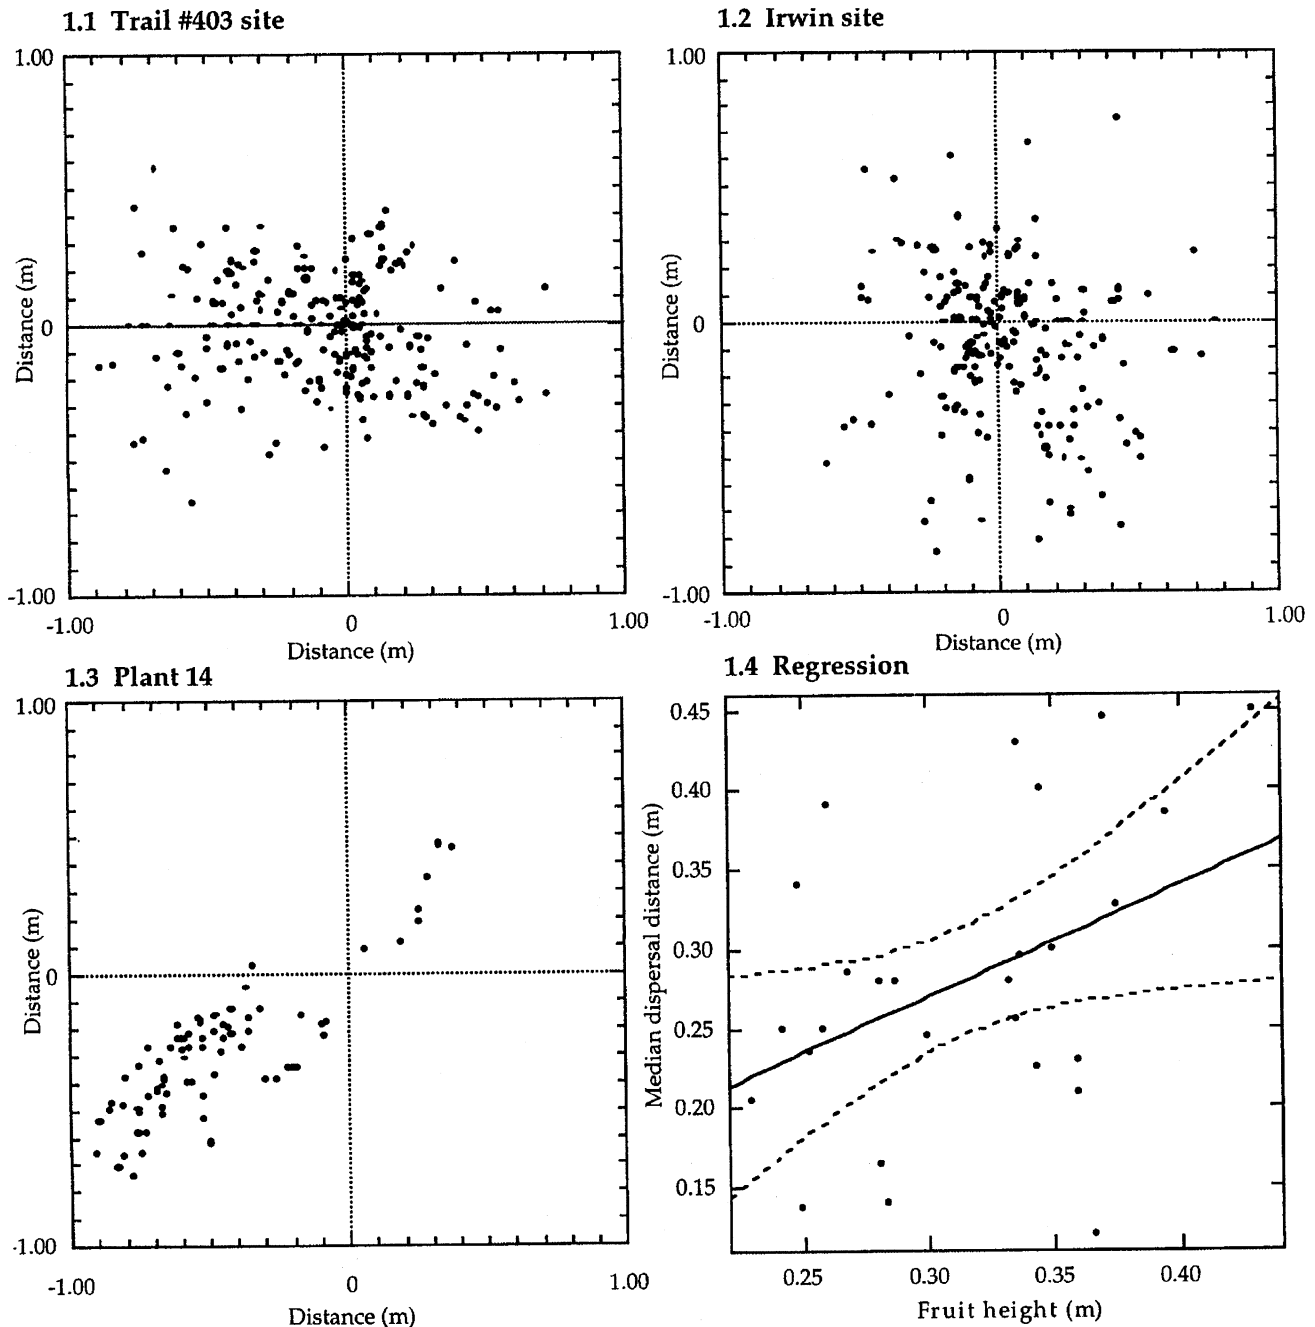 1.1 Trail #403 site
1.00
Distance (m)
0
-1.00
-1.00
0
1.00
Distance (m)
1.2 Irwin site
1.00
Distance (m)
0
-1.00
-1.00
0
1.00
Distance (m)
1.3 Plant 14
1.00
Distance (m)
0
-1.00
-1.00
0
1.00
Distance (m)
1.4 Regression
0.45
0.40
0.35
0.30
0.25
0.20
0.15
Median dispersal distance (m)
0.25
0.30
0.35
0.40
Fruit height (m)